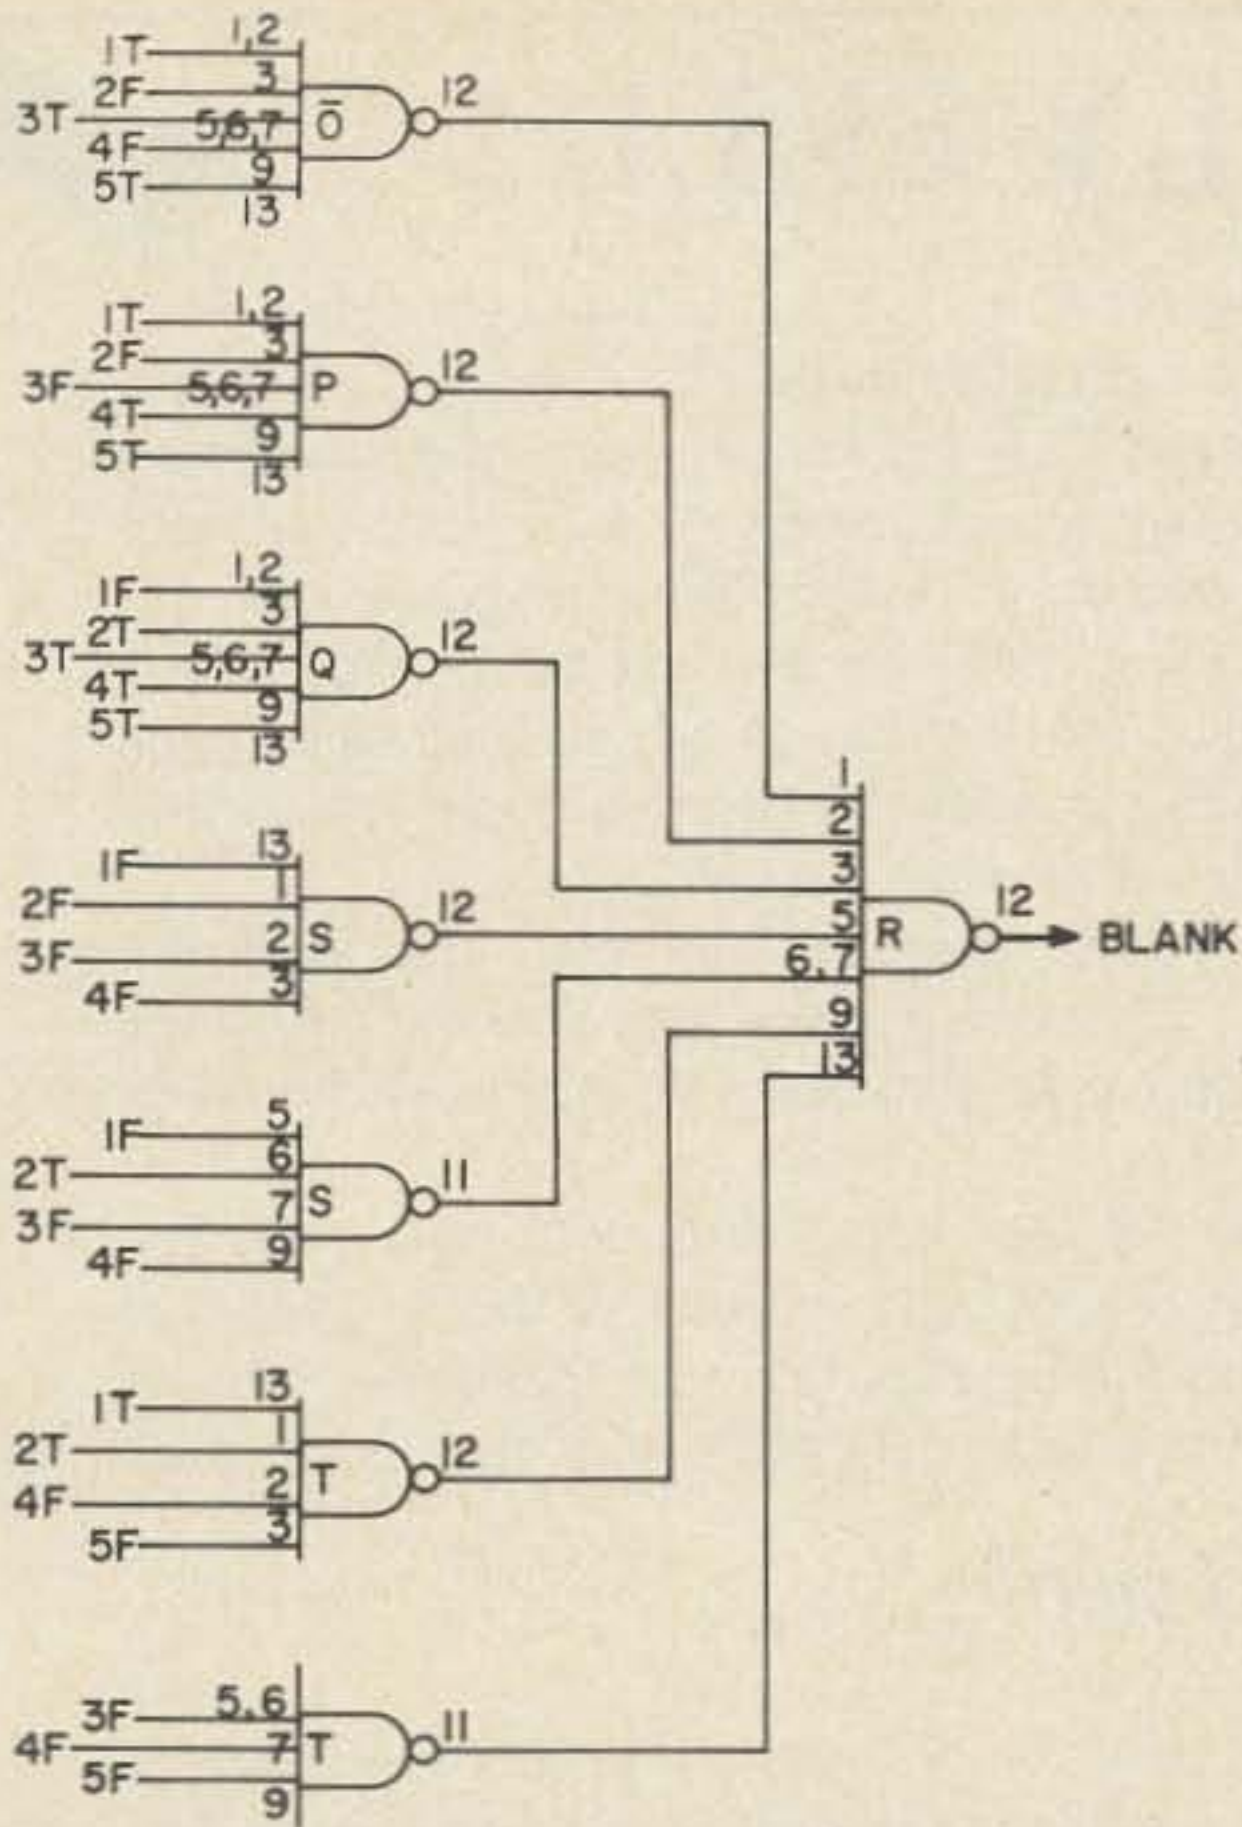 1T 1,2
2F 3 12
3T 5,6,7 Ō
4F 9
5T 13
1T 1,2
2F 3 12
3F 5,6,7 P
4T 9
5T 13
1F 1,2
2T 3 12
3T 5,6,7 Q
4T 9
5T 13
1
2
3
1F 13
2F 1 12 5 R 12 BLANK
3F 2 S 6,7
4F 3 9
13
1F 5
2T 6 11
3F 7 S
4F 9
1T 13
2T 1 12
4F 2 T
5F 3
3F 5,6 11
4F 7 T
5F 9